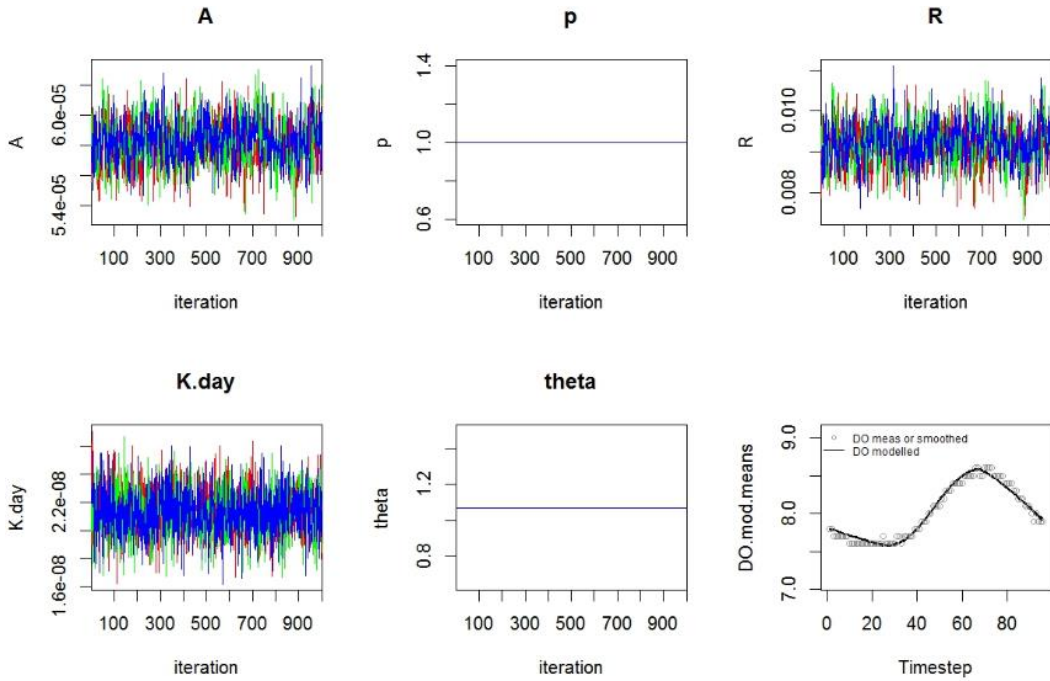 A
p
R
A
6.0e-05
5.4e-05
100 300 500 700 900
iteration
p
1.4
1.0
0.6
100 300 500 700 900
iteration
R
0.010
0.008
100 300 500 700 900
iteration
K.day
theta
K.day
2.2e-08
1.6e-08
100 300 500 700 900
iteration
theta
1.2
0.8
100 300 500 700 900
iteration
DO.mod.means
9.0
8.0
7.0
DO meas or smoothed
DO modelled
0 20 40 60 80
Timestep